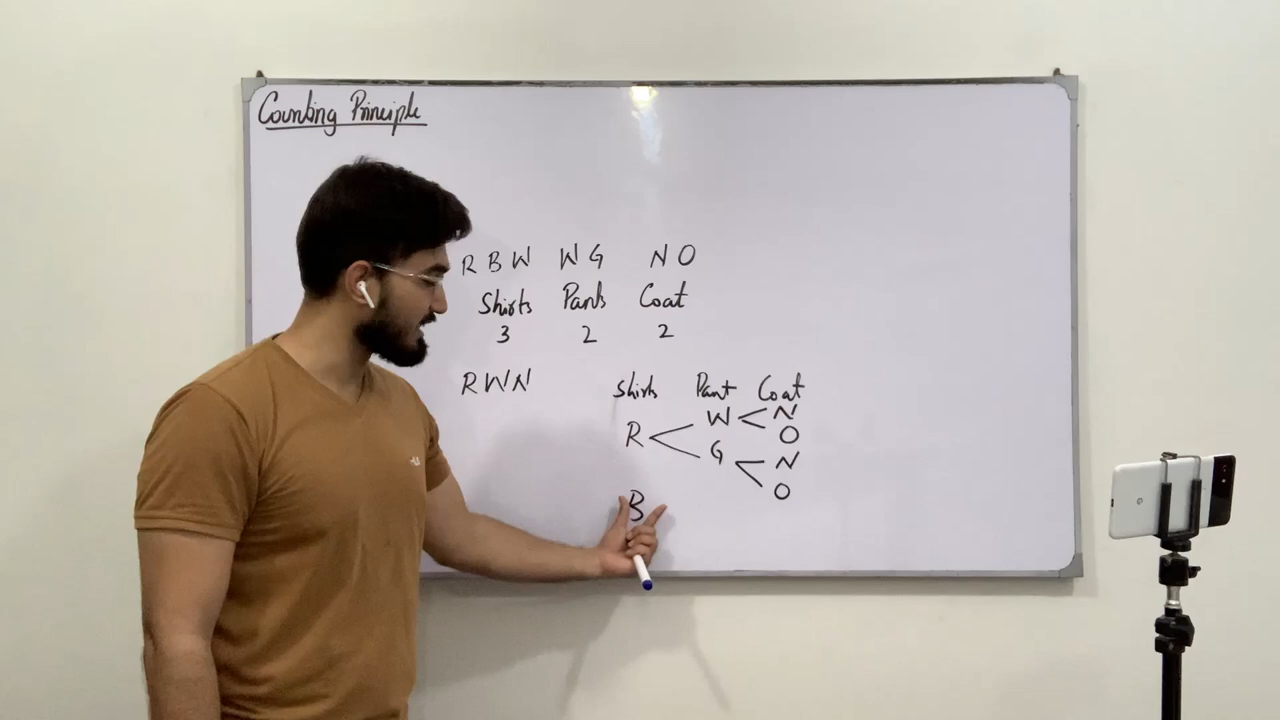 Counting Principle
R B W W G N O
Shirts Pants Coat
3 2 2
RWN
Shirts Pant Coat
W < N
R < O
G < N
O
B